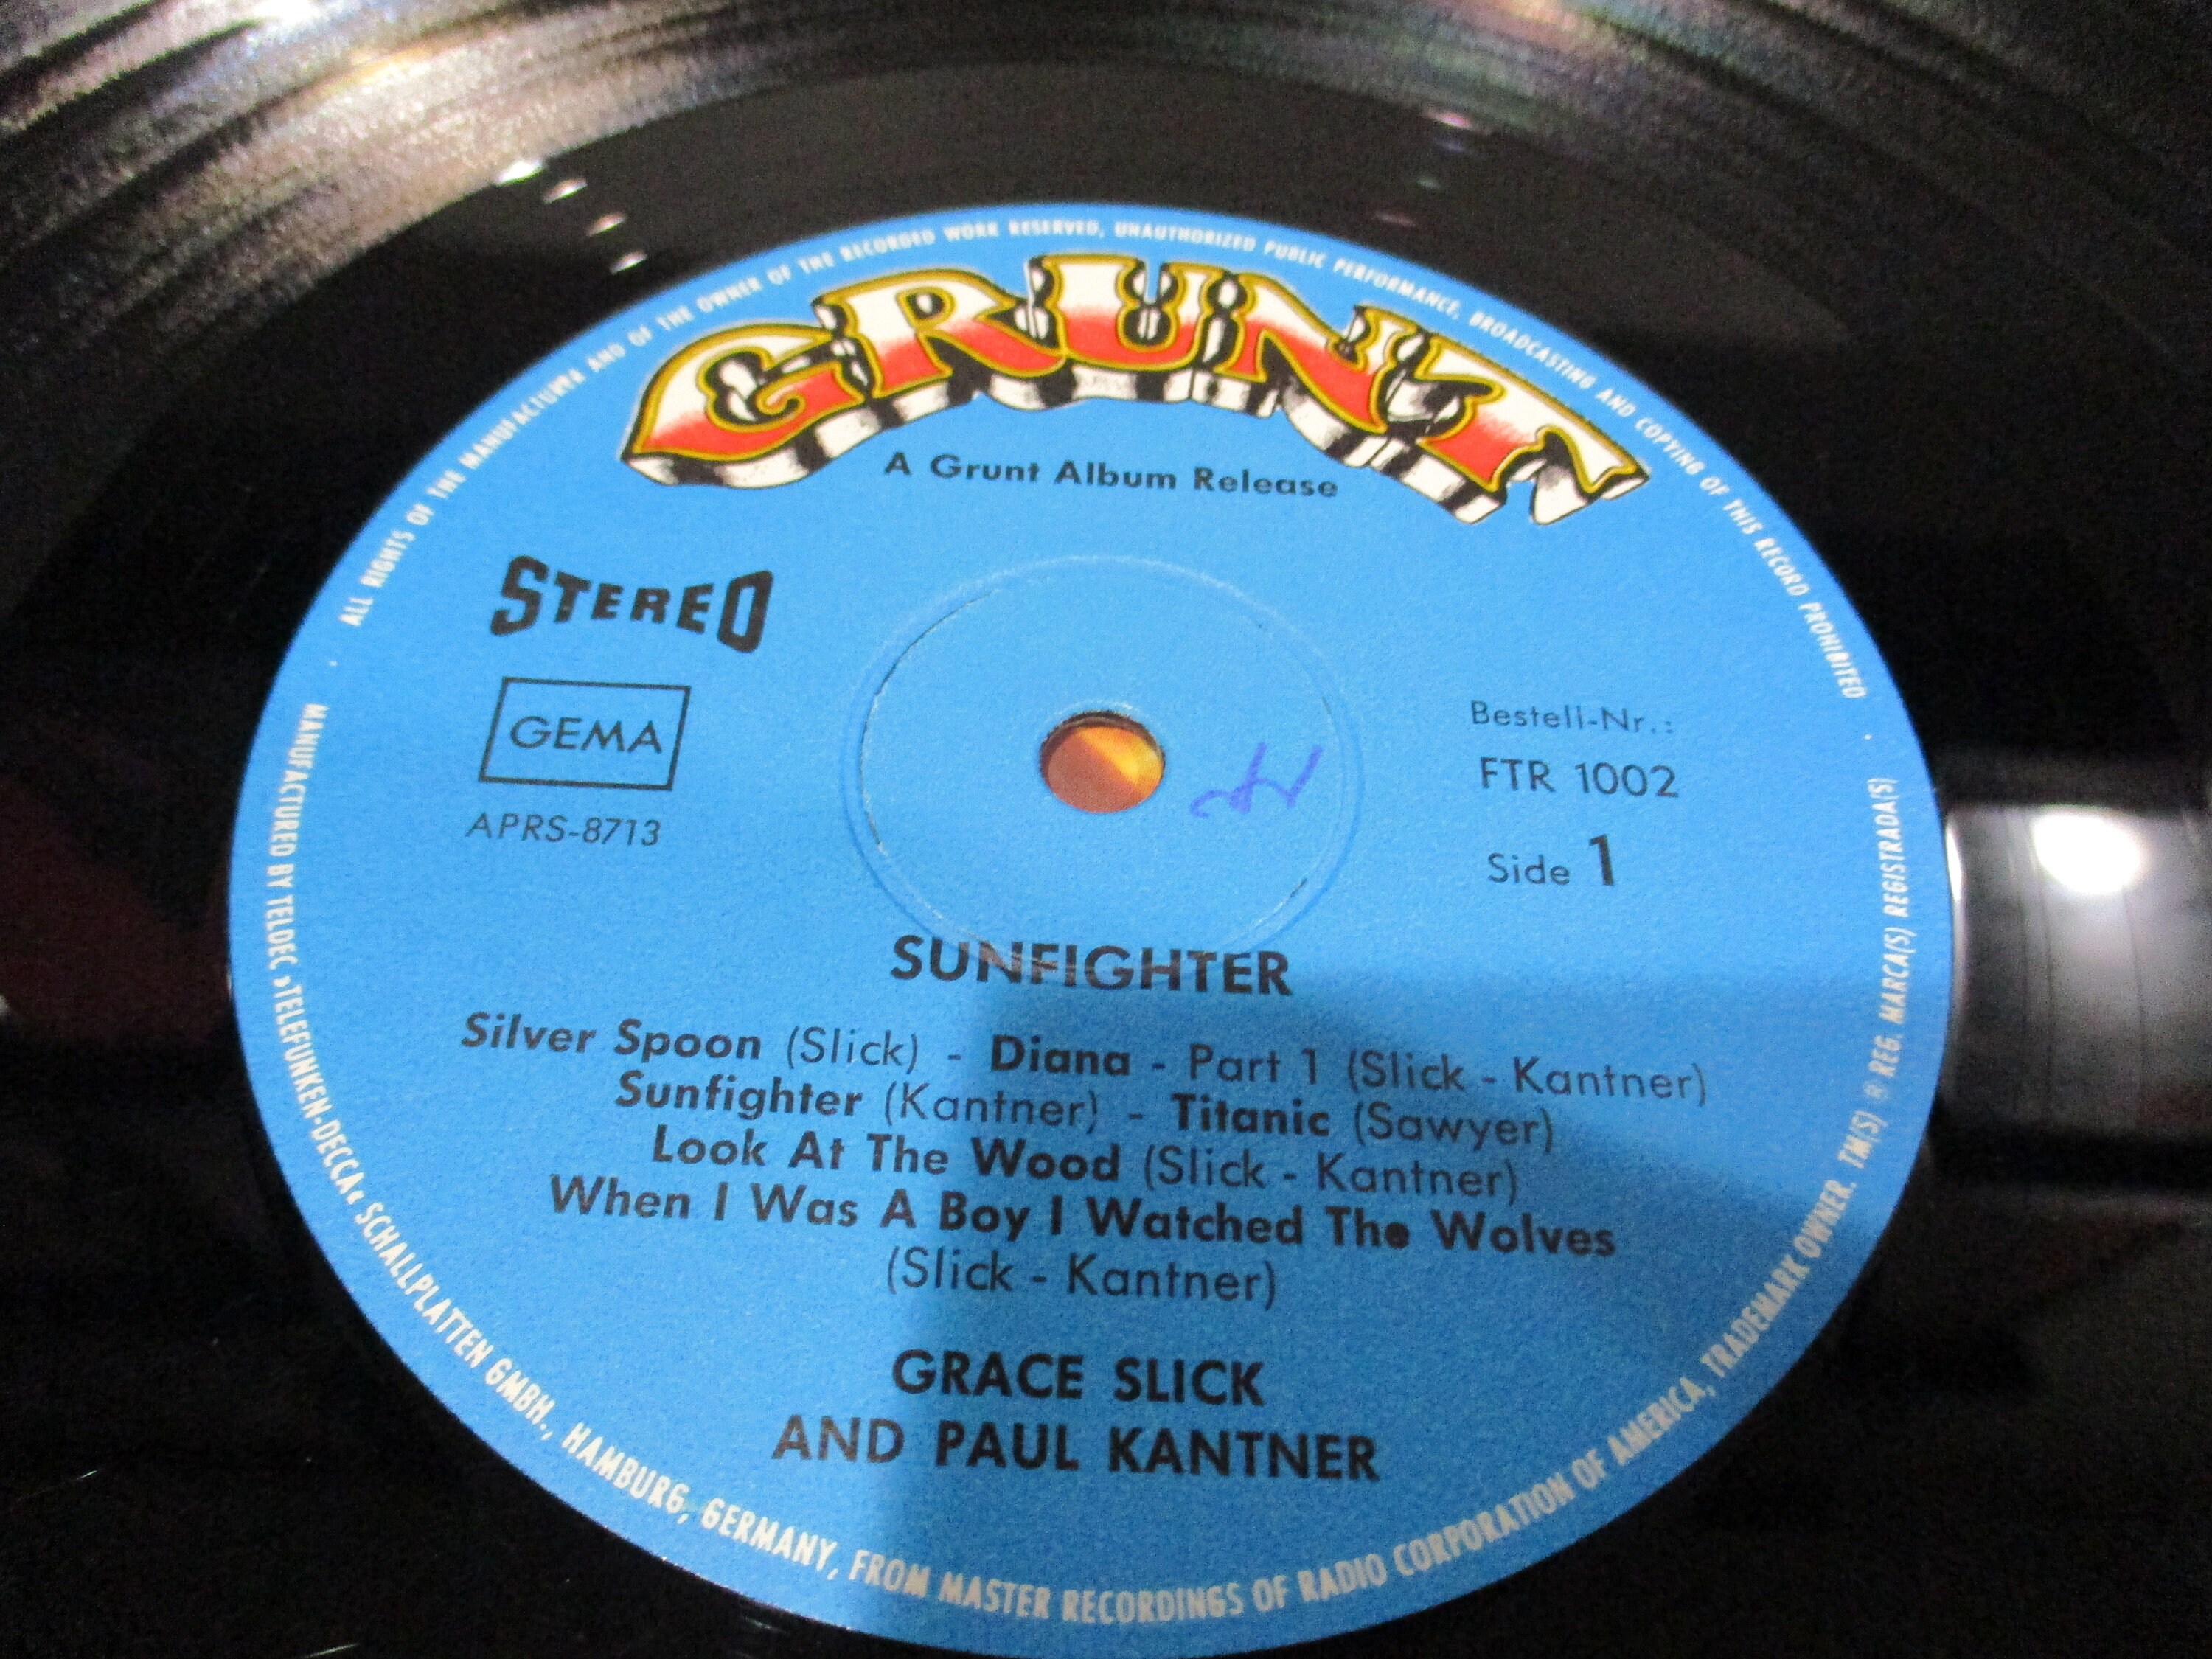 ALL RIGHTS OF THE MANUFACTURER AND OF THE OWNER OF THE RECORDED WORK RESERVED, UNAUTHORIZED PUBLIC PERFORMANCE, BROADCASTING AND COPYING OF THIS RECORD PROHIBITED
GRUNT
A Grunt Album Release
STEREO
GEMA
APRS-8713
Bestell-Nr.:
FTR 1002
Side 1
SUNFIGHTER
Silver Spoon (Slick) - Diana - Part 1 (Slick - Kantner)
Sunfighter (Kantner) - Titanic (Sawyer)
Look At The Wood (Slick - Kantner)
When I Was A Boy I Watched The Wolves
(Slick - Kantner)
GRACE SLICK
AND PAUL KANTNER
MANUFACTURED BY TELDEC »TELEFUNKEN-DECCA« SCHALLPLATTEN GMBH., HAMBURG, GERMANY, FROM MASTER RECORDINGS OF RADIO CORPORATION OF AMERICA, TRADEMARK OWNER. TM(S) ® REG. MARCA(S) REGISTRADA(S)